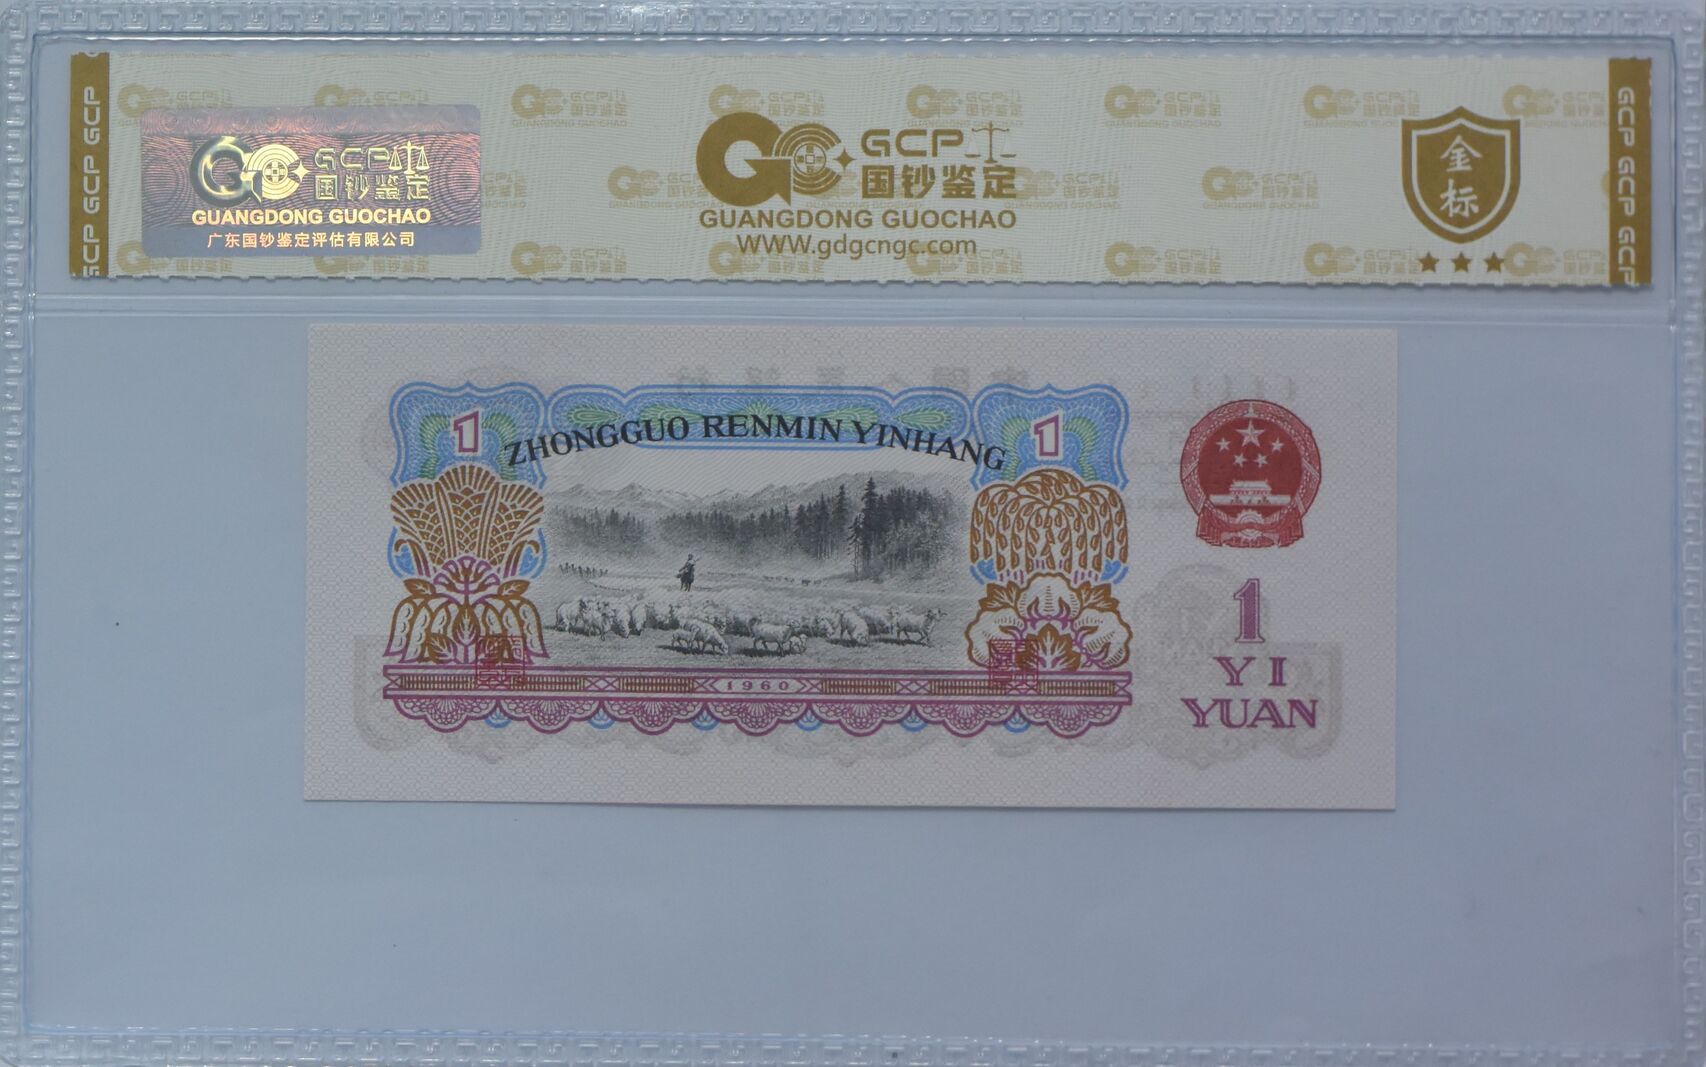 GCP GCP GCP
GCP
国钞鉴定
GUANGDONG GUOCHAO
广东国钞鉴定评估有限公司
GCP
国钞鉴定
GUANGDONG GUOCHAO
WWW.gdgcngc.com
金
标
GCP GCP GCP
1
ZHONGGUO RENMIN YINHANG
1
1960
1
YI
YUAN